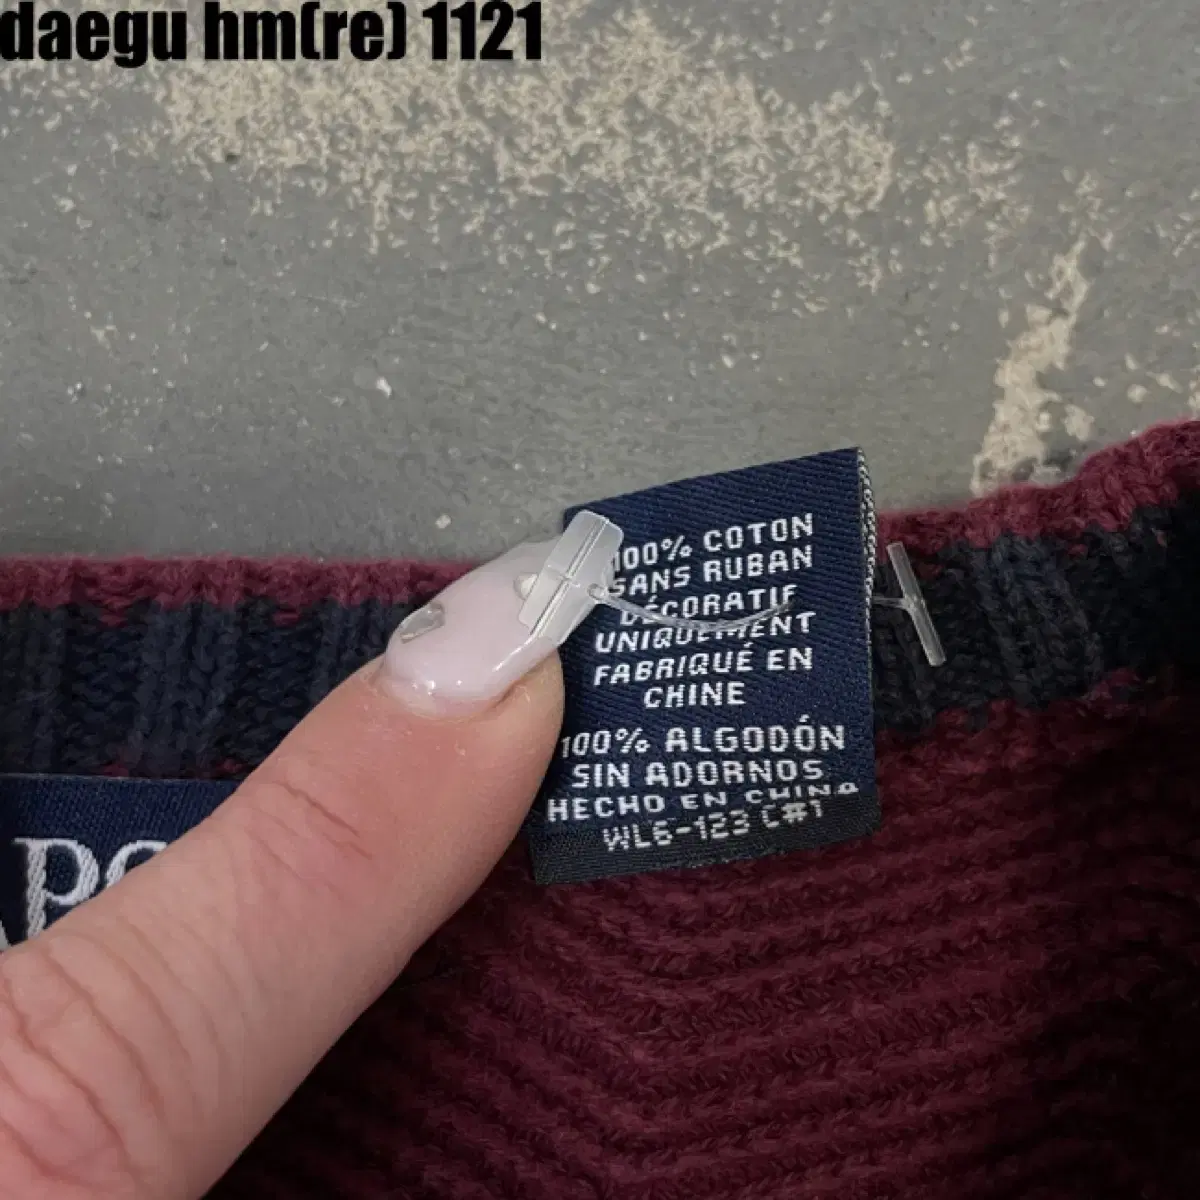 daegu hm(re) 1121
100% COTON
SANS RUBAN
DÉCORATIF
UNIQUEMENT
FABRIQUÉ EN
CHINE
100% ALGODÓN
SIN ADORNOS
HECHO EN CHINA
WL6-123 C#1